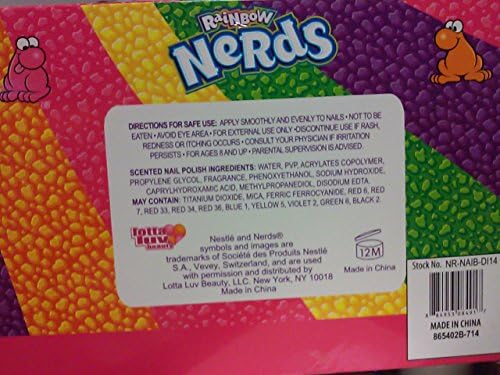 RAINBOW
NERDS
DIRECTIONS FOR SAFE USE: APPLY SMOOTHLY AND EVENLY TO NAILS • NOT TO BE
EATEN • AVOID EYE AREA • FOR EXTERNAL USE ONLY • DISCONTINUE USE IF RASH,
REDNESS OR ITCHING OCCURS • CONSULT YOUR PHYSICIAN IF IRRITATION
PERSISTS • FOR AGES 8 AND UP • PARENTAL SUPERVISION IS ADVISED.
SCENTED NAIL POLISH INGREDIENTS: WATER, PVP, ACRYLATES COPOLYMER,
PROPYLENE GLYCOL, FRAGRANCE, PHENOXYETHANOL, SODIUM HYDROXIDE,
CAPRYLHYDROXAMIC ACID, METHYLPROPANEDIOL, DISODIUM EDTA.
MAY CONTAIN: TITANIUM DIOXIDE, MICA, FERRIC FERROCYANIDE, RED 6, RED
7, RED 33, RED 34, RED 36, BLUE 1, YELLOW 5, VIOLET 2, GREEN 8, BLACK 2.
lotta
luv
beauty
Nestlé and Nerds®
symbols and images are
trademarks of Société des Produits Nestlé
S.A., Vevey, Switzerland, and are used
with permission and distributed by
Lotta Luv Beauty, LLC. New York, NY 10018
Made in China
12M
Stock No. NR-NAIB-OI14
MADE IN CHINA
865402B-714